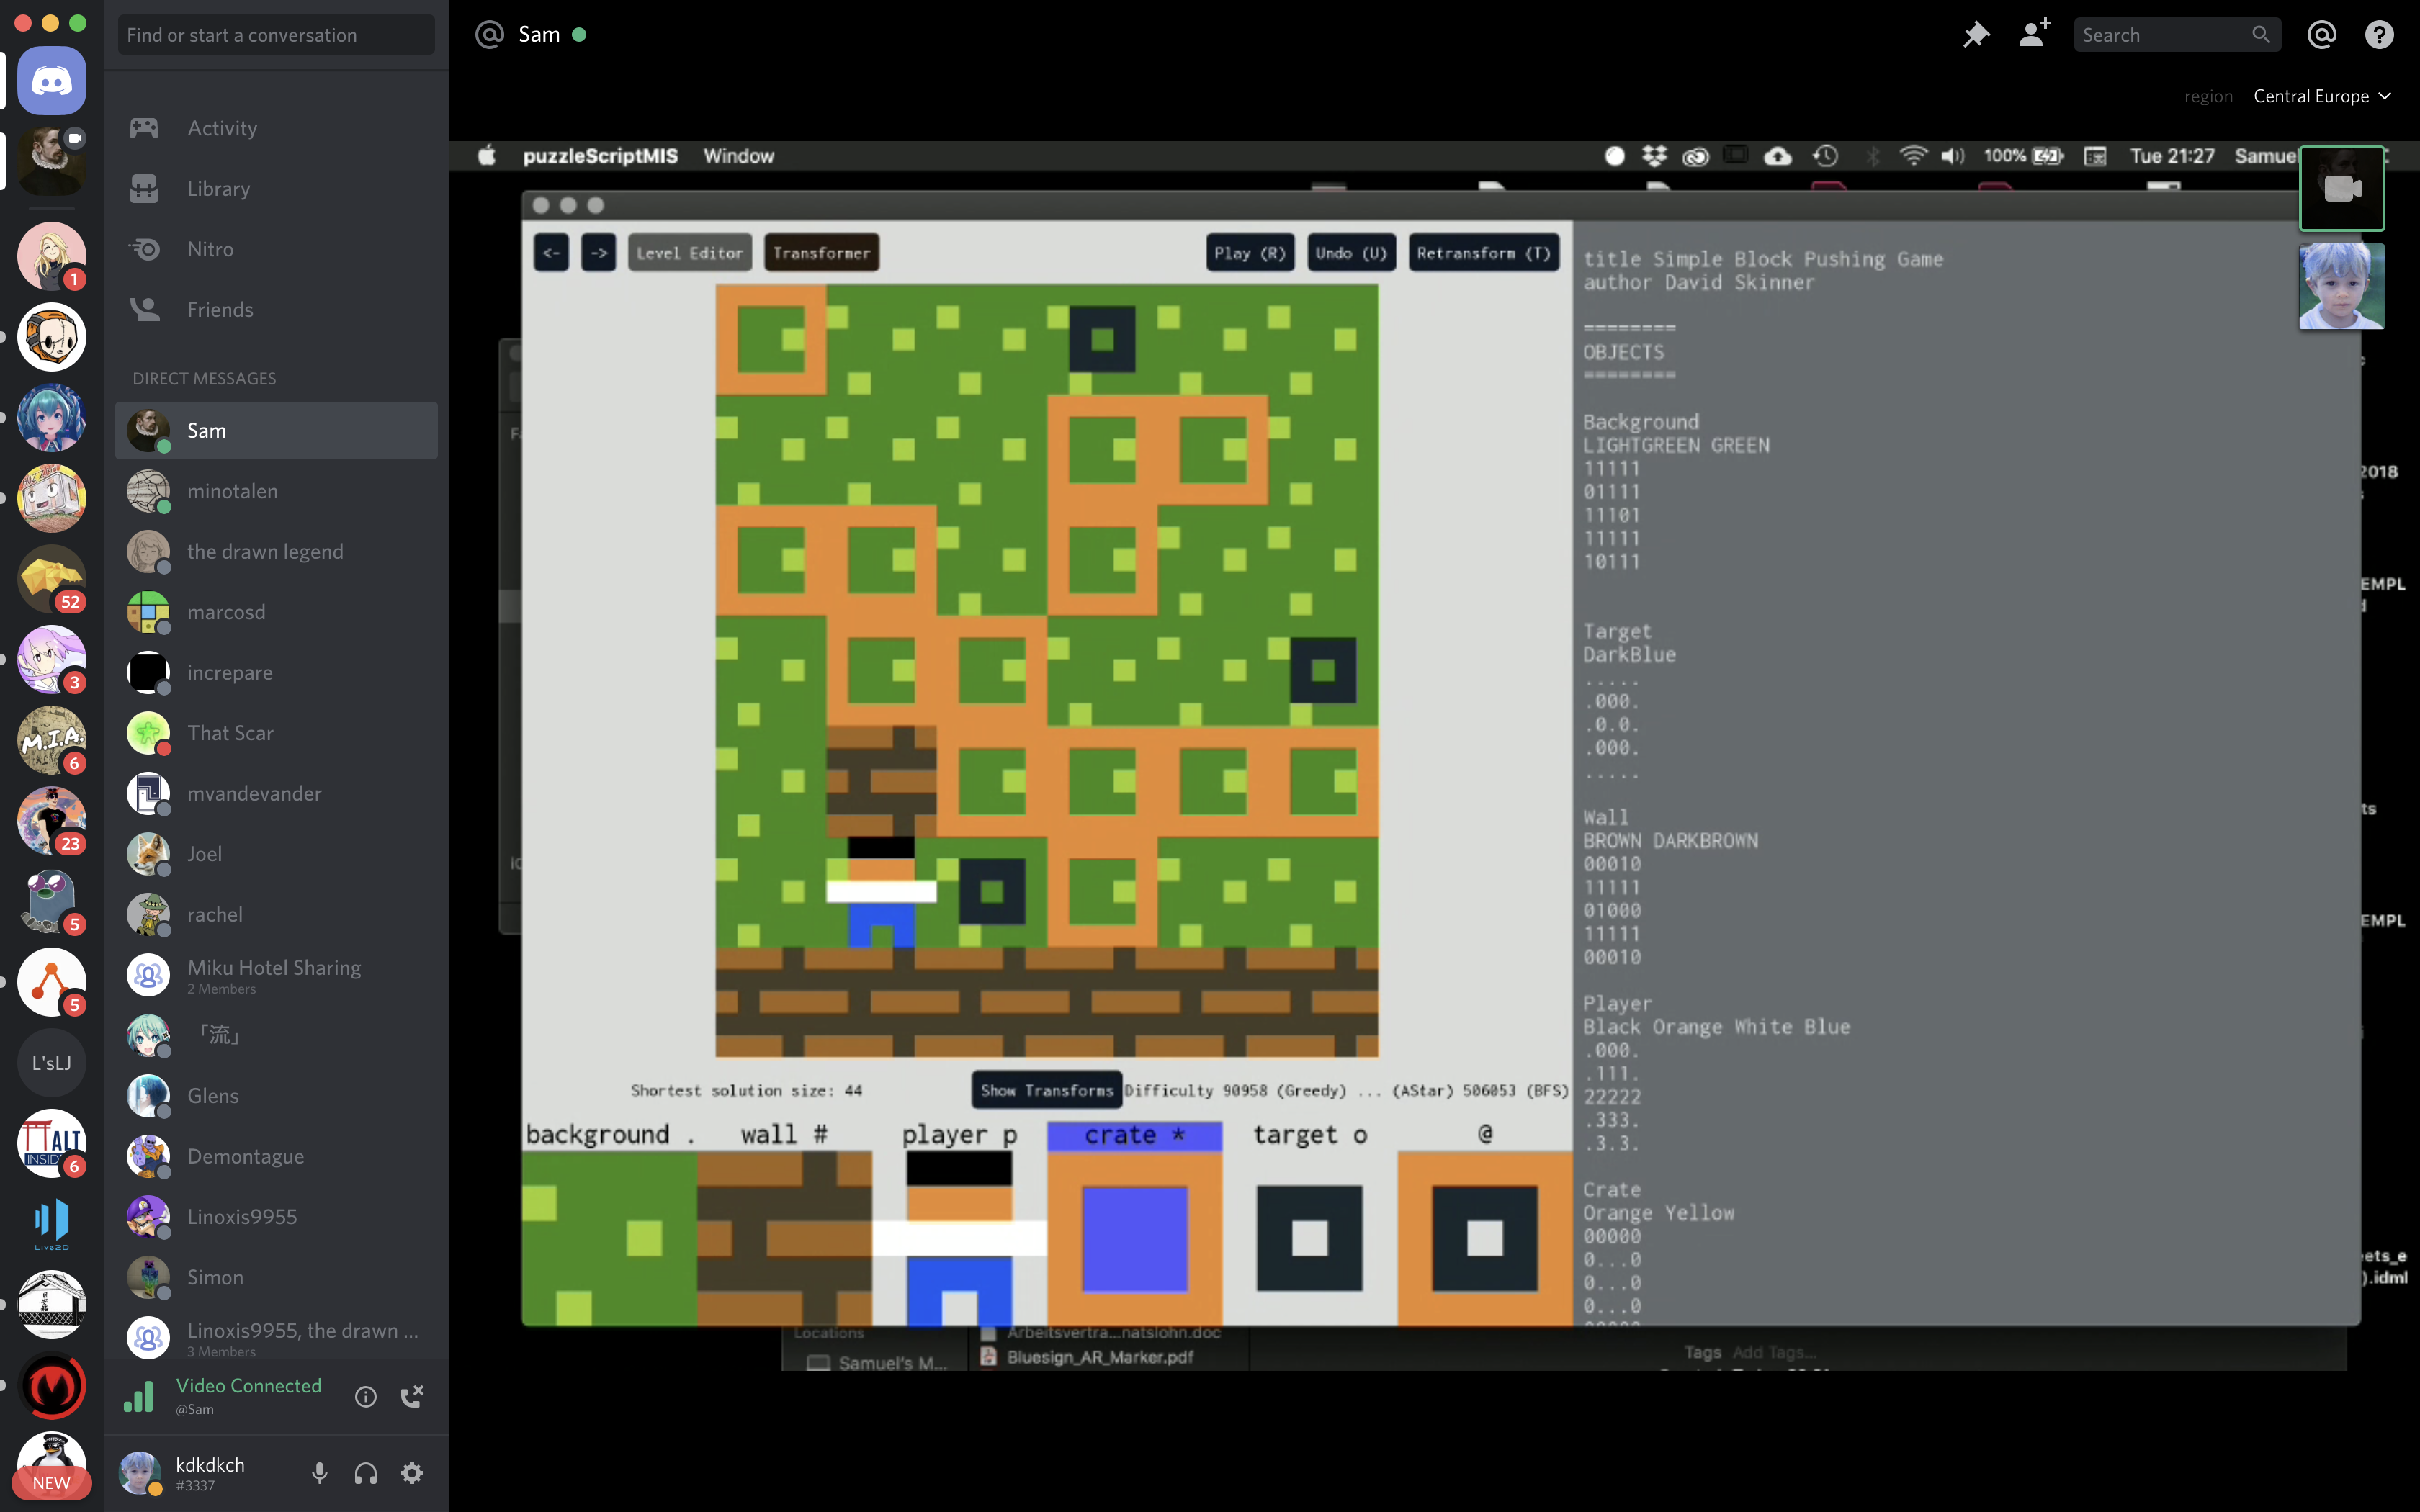 Find or start a conversation
Activity
Library
Nitro
Friends
DIRECT MESSAGES
Sam
minotalen
the drawn legend
marcosd
increpare
That Scar
mvandevander
Joel
rachel
Miku Hotel Sharing
2 Members
「流」
Glens
Demontague
Linoxis9955
Simon
Linoxis9955, the drawn ...
3 Members
Video Connected
@Sam
kdkdkch
#3337
1
52
3
M.I.A.
6
23
5
5
L'sLJ
ALT
6
Live2D
NEW
@ Sam
Search
region Central Europe
puzzleScriptMIS Window
100% Tue 21:27
<- -> Level Editor Transformer Play (R) Undo (U) Retransform (T)
Shortest solution size: 44 Show Transforms Difficulty 90958 (Greedy) ... (AStar) 506053 (BFS)
background . wall # player p crate * target o @
title Simple Block Pushing Game
author David Skinner
========
OBJECTS
========
Background
LIGHTGREEN GREEN
11111
01111
11101
11111
10111
Target
DarkBlue
.....
.000.
.0.0.
.000.
.....
Wall
BROWN DARKBROWN
00010
11111
01000
11111
00010
Player
Black Orange White Blue
.000.
.111.
22222
.333.
.3.3.
Crate
Orange Yellow
00000
0...0
0...0
0...0
2018
EMPL
ts
EMPL
ets_e
).idml
Locations
Samuel's M...
Arbeitsvertra...natslohn.doc
Bluesign_AR_Marker.pdf
Tags Add Tags...